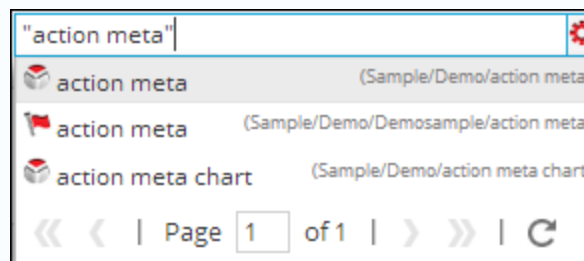 "action meta"
action meta (Sample/Demo/action meta
action meta (Sample/Demo/Demosample/action meta
action meta chart (Sample/Demo/action meta chart
| Page 1 of 1 | |